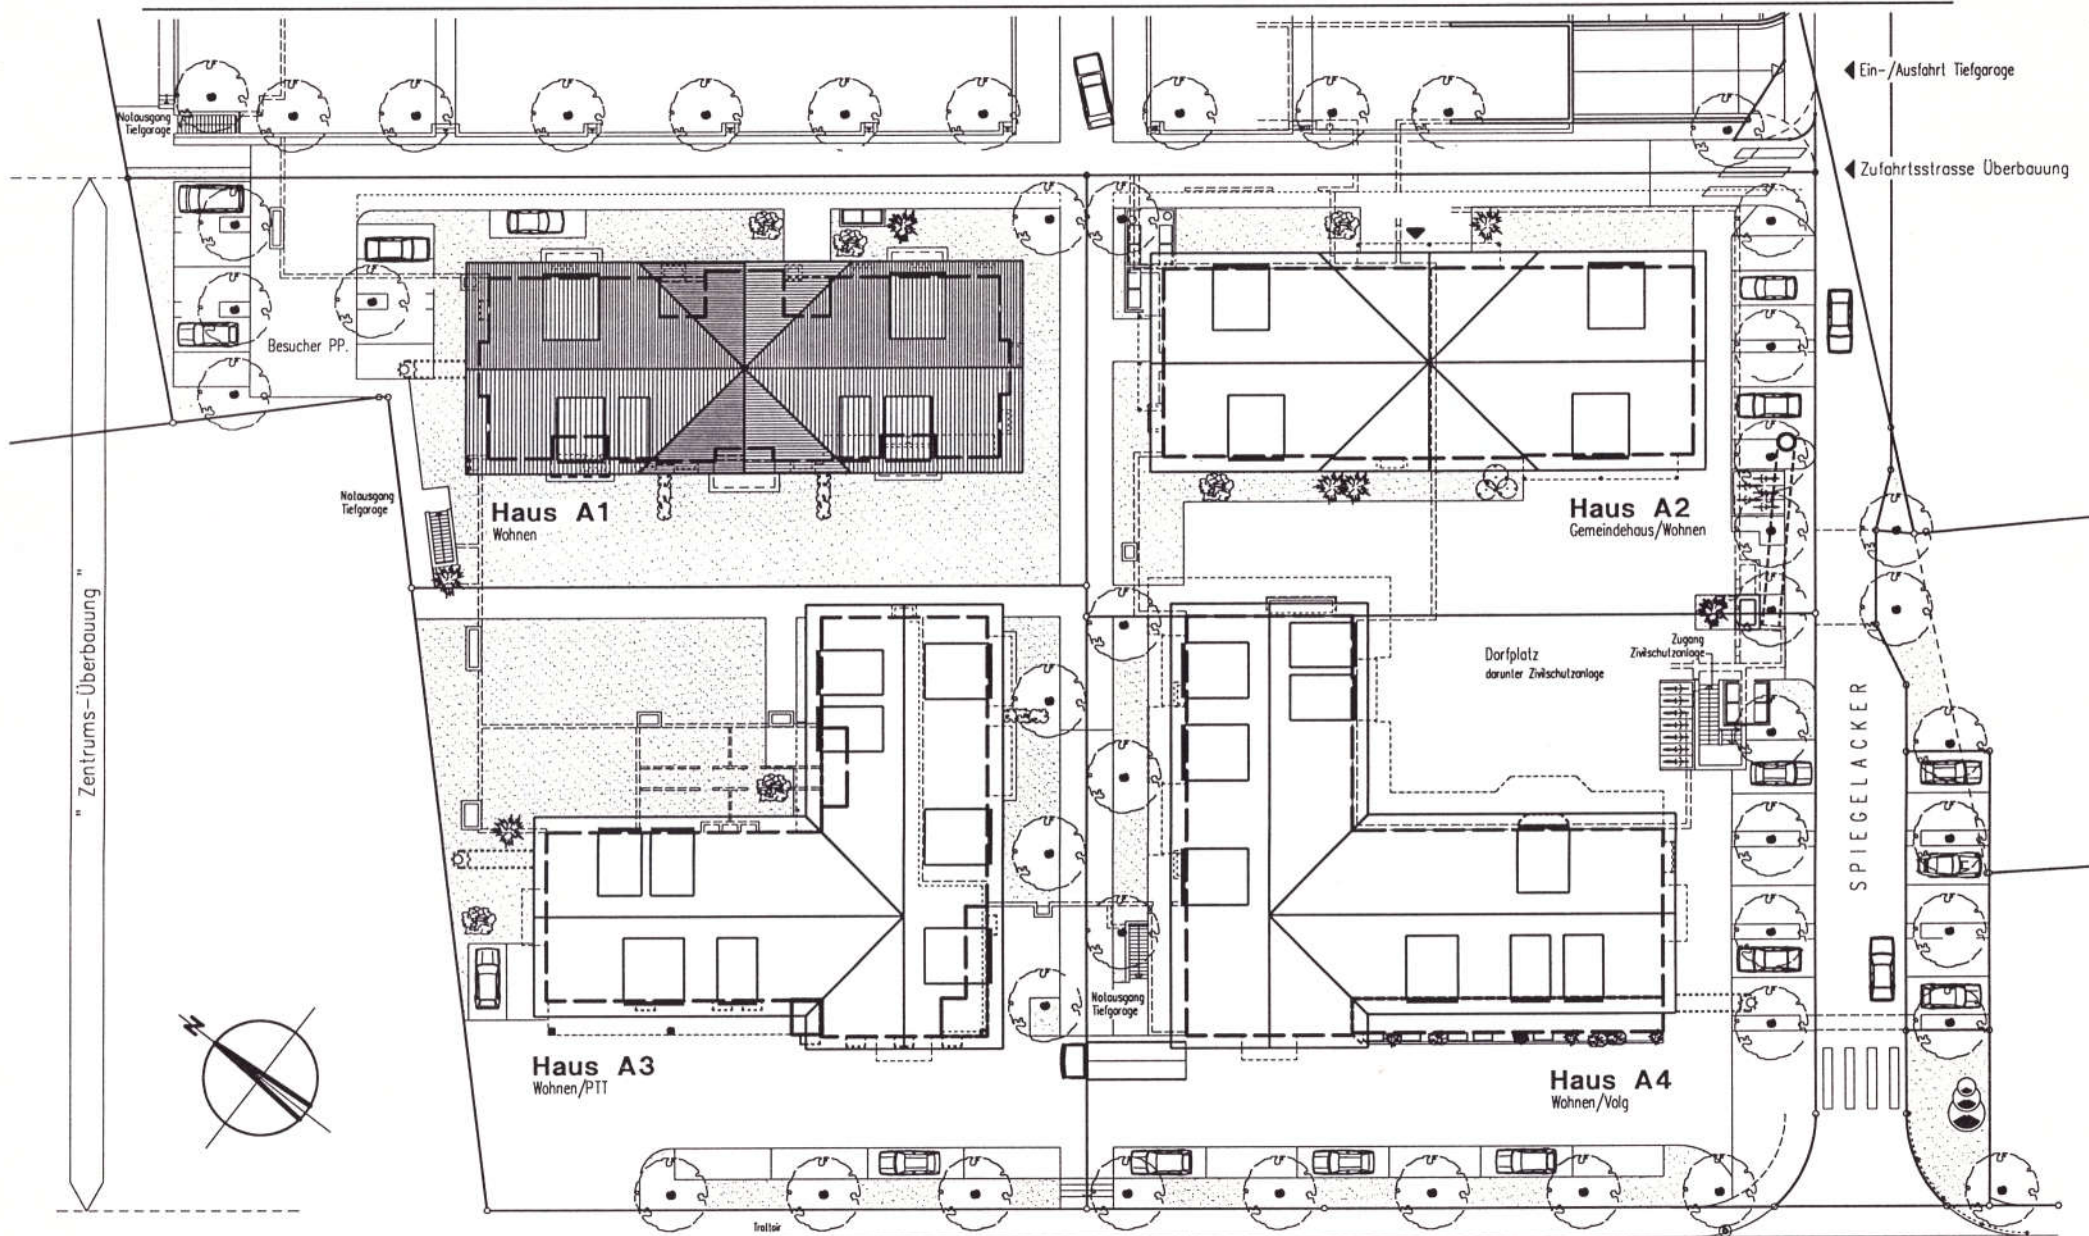 Ein-/Ausfahrt Tiefgarage
Notausgang
Tiefgarage
Zufahrtsstrasse Überbauung
Besucher PP.
Notausgang
Tiefgarage
Haus A1
Wohnen
Haus A2
Gemeindehaus/Wohnen
" Zentrums-Überbauung "
Dorfplatz
darunter Zivilschutzanlage
Zugang
Zivilschutzanlage
SPIEGELACKER
Notausgang
Tiefgarage
N
Haus A3
Wohnen/PTT
Haus A4
Wohnen/Volg
Trottoir